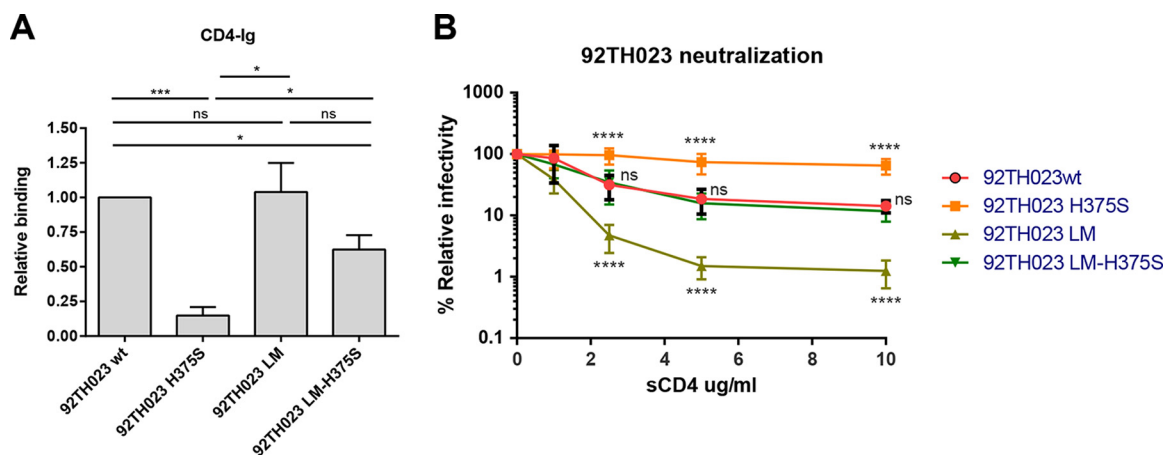 A
CD4-Ig
*
***
*
ns
ns
*
1.50
1.25
1.00
0.75
0.50
0.25
0.00
Relative binding
92TH023 wt
92TH023 H375S
92TH023 LM
92TH023 LM-H375S
B
92TH023 neutralization
1000
100
10
1
0.1
% Relative infectivity
****
****
****
ns
ns
ns
****
****
****
0
2
4
6
8
10
sCD4 ug/ml
92TH023wt
92TH023 H375S
92TH023 LM
92TH023 LM-H375S